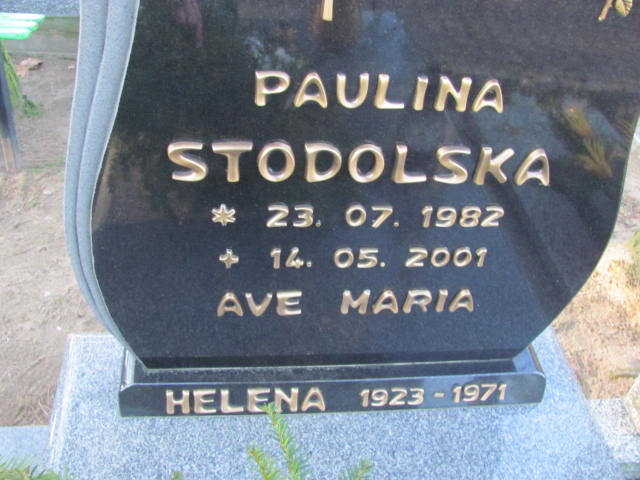 PAULINA
STODOLSKA
* 23. 07. 1982
+ 14. 05. 2001
AVE MARIA
HELENA 1923 - 1971